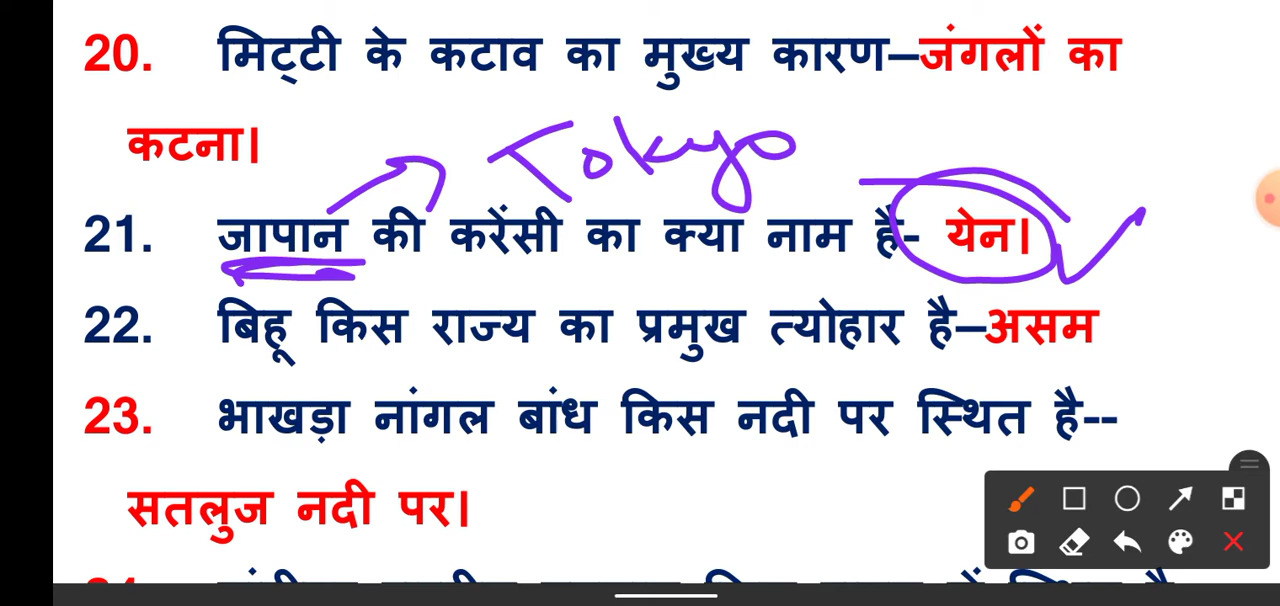 20. मिट्टी के कटाव का मुख्य कारण–जंगलों का
कटना।
Tokyo
21. जापान की करेंसी का क्या नाम है- येन।
22. बिहू किस राज्य का प्रमुख त्योहार है–असम
23. भाखड़ा नांगल बांध किस नदी पर स्थित है--
सतलुज नदी पर।